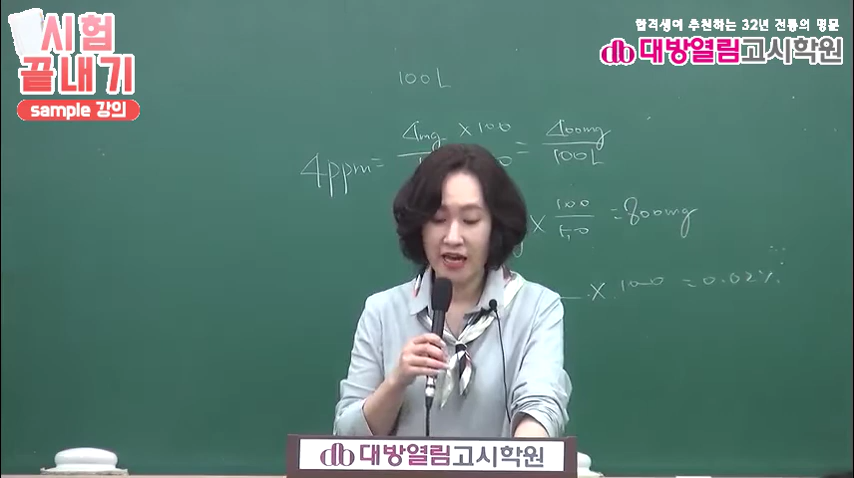 시험
끝내기
sample 강의
합격생이 추천하는 32년 전통의 명문
대방열림고시학원
100L
4ppm = 4mg × 100 = 400mg
100L
× 100 = 800mg
50
× 100 = 0.02%
대방열림고시학원